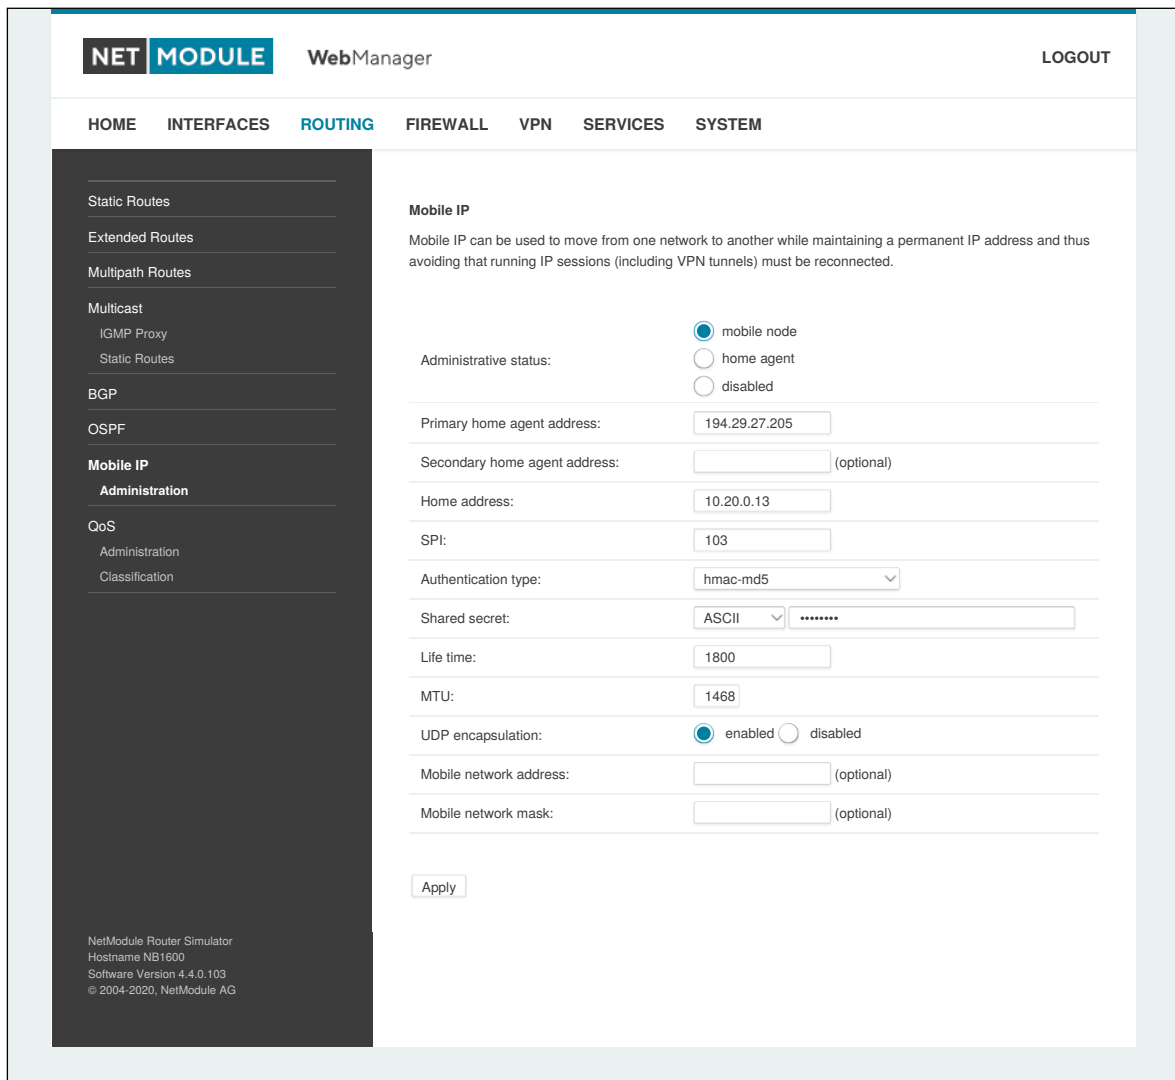 NET MODULE WebManager LOGOUT
HOME INTERFACES ROUTING FIREWALL VPN SERVICES SYSTEM
Static Routes
Extended Routes
Multipath Routes
Multicast
IGMP Proxy
Static Routes
BGP
OSPF
Mobile IP
Administration
QoS
Administration
Classification
NetModule Router Simulator
Hostname NB1600
Software Version 4.4.0.103
© 2004-2020, NetModule AG
Mobile IP
Mobile IP can be used to move from one network to another while maintaining a permanent IP address and thus
avoiding that running IP sessions (including VPN tunnels) must be reconnected.
Administrative status:
mobile node
home agent
disabled
Primary home agent address: 194.29.27.205
Secondary home agent address: (optional)
Home address: 10.20.0.13
SPI: 103
Authentication type: hmac-md5
Shared secret: ASCII ••••••••
Life time: 1800
MTU: 1468
UDP encapsulation: enabled disabled
Mobile network address: (optional)
Mobile network mask: (optional)
Apply